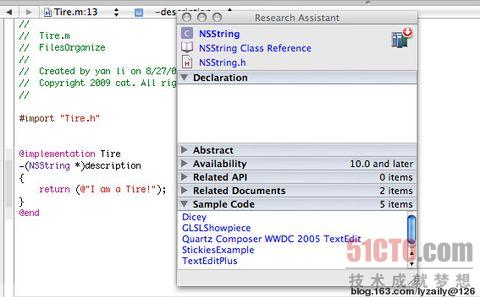 Tire.m:13
-description
//
// Tire.m
// FilesOrganize
//
// Created by yan li on 8/27/0
// Copyright 2009 cat. All rig
//
#import "Tire.h"
@implementation Tire
-(NSString *)description
{
return (@"I am a Tire!");
}
@end
Research Assistant
C NSString
NSString Class Reference
h NSString.h
Declaration
Abstract
Availability 10.0 and later
Related API 0 items
Related Documents 2 items
Sample Code 5 items
Dicey
GLSLShowpiece
Quartz Composer WWDC 2005 TextEdit
StickiesExample
TextEditPlus
51CTO.com
技术成就梦想
blog.163.com/lyzaily@126